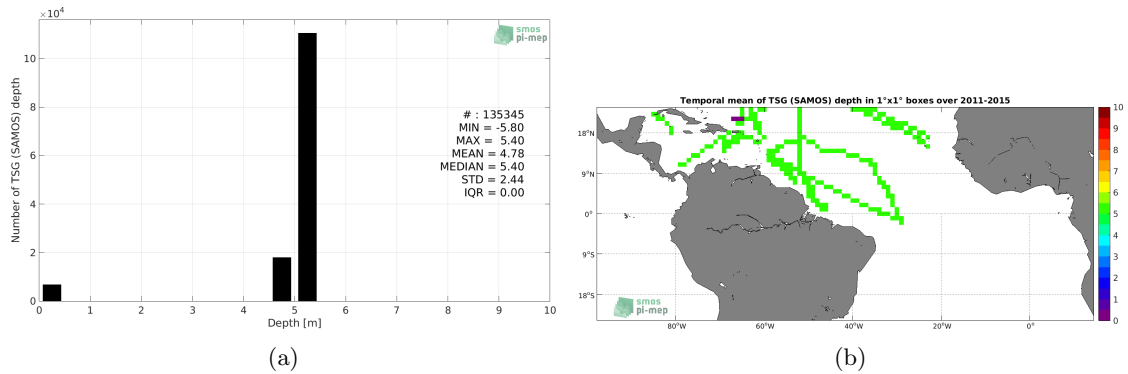 ×10⁴
10
8
6
4
2
0
Number of TSG (SAMOS) depth
smos
pi-mep
# : 135345
MIN = -5.80
MAX = 5.40
MEAN = 4.78
MEDIAN = 5.40
STD = 2.44
IQR = 0.00
0 1 2 3 4 5 6 7 8 9 10
Depth [m]
(a)
Temporal mean of TSG (SAMOS) depth in 1°x1° boxes over 2011-2015
18°N
9°N
0°
9°S
18°S
smos
pi-mep
80°W 60°W 40°W 20°W 0°
10
9
8
7
6
5
4
3
2
1
0
(b)